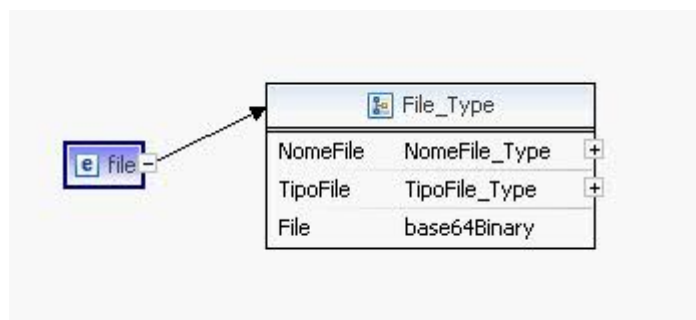 File_Type
e file
NomeFile NomeFile_Type
TipoFile TipoFile_Type
File base64Binary